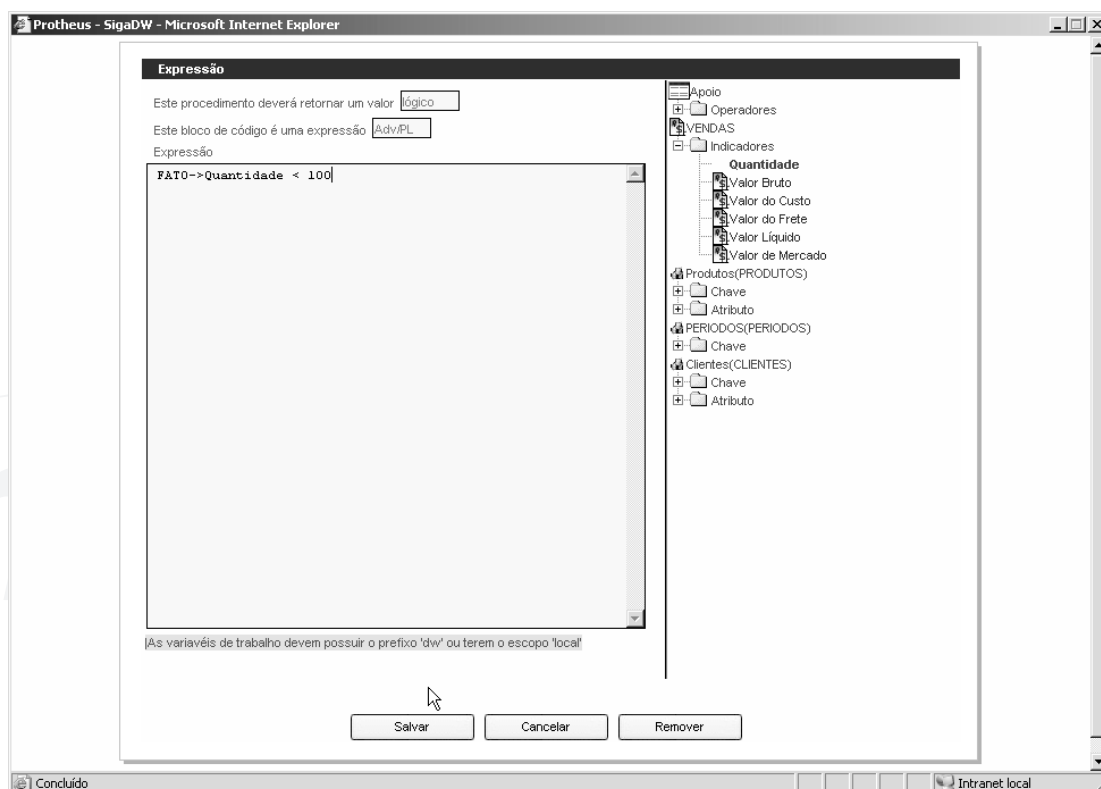 Protheus - SigaDW - Microsoft Internet Explorer
Expressão
Este procedimento deverá retornar um valor lógico
Este bloco de código é uma expressão Adv/PL
Expressão
FATO->Quantidade < 100
As variavéis de trabalho devem possuir o prefixo 'dw' ou terem o escopo 'local'
Apoio
Operadores
VENDAS
Indicadores
Quantidade
Valor Bruto
Valor do Custo
Valor do Frete
Valor Líquido
Valor de Mercado
Produtos(PRODUTOS)
Chave
Atributo
PERIODOS(PERIODOS)
Chave
Clientes(CLIENTES)
Chave
Atributo
Salvar Cancelar Remover
Concluído Intranet local